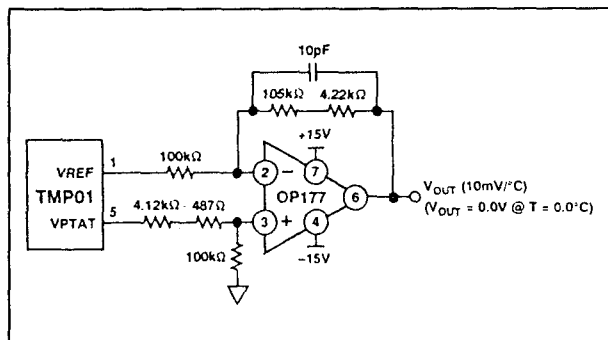 10pF
105kΩ 4.22kΩ
+15V
VREF 1 100kΩ
2 − 7
TMP01 OP177 6
VOUT (10mV/°C)
(VOUT = 0.0V @ T = 0.0°C)
VPTAT 5 4.12kΩ - 487Ω
3 + 4
100kΩ −15V